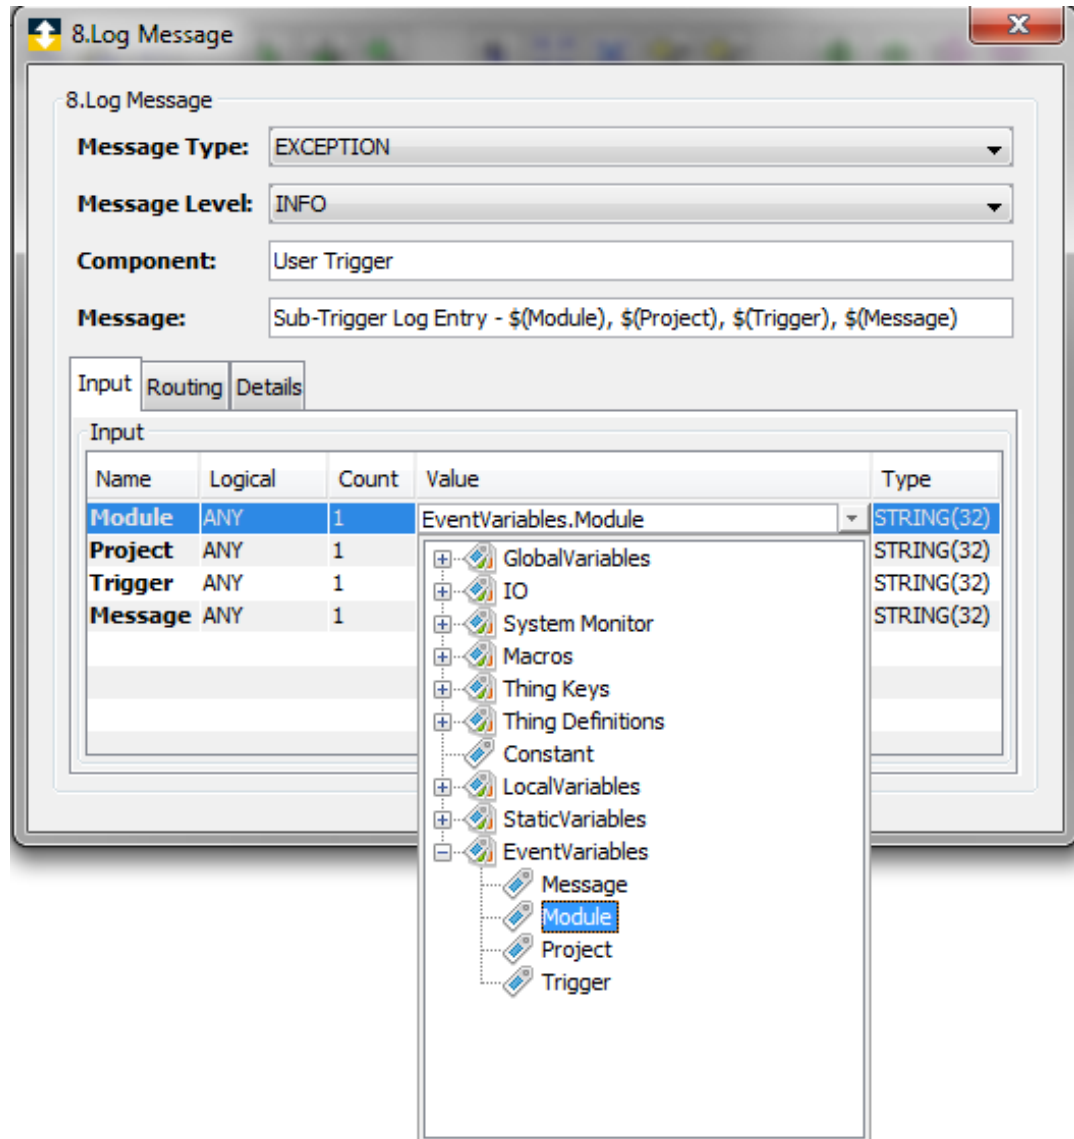 8.Log Message
8.Log Message
Message Type: EXCEPTION
Message Level: INFO
Component: User Trigger
Message: Sub-Trigger Log Entry - $(Module), $(Project), $(Trigger), $(Message)
Input Routing Details
Input
Name Logical Count Value Type
Module ANY 1 EventVariables.Module STRING(32)
Project ANY 1 STRING(32)
Trigger ANY 1 STRING(32)
Message ANY 1 STRING(32)
GlobalVariables
IO
System Monitor
Macros
Thing Keys
Thing Definitions
Constant
LocalVariables
StaticVariables
EventVariables
Message
Module
Project
Trigger